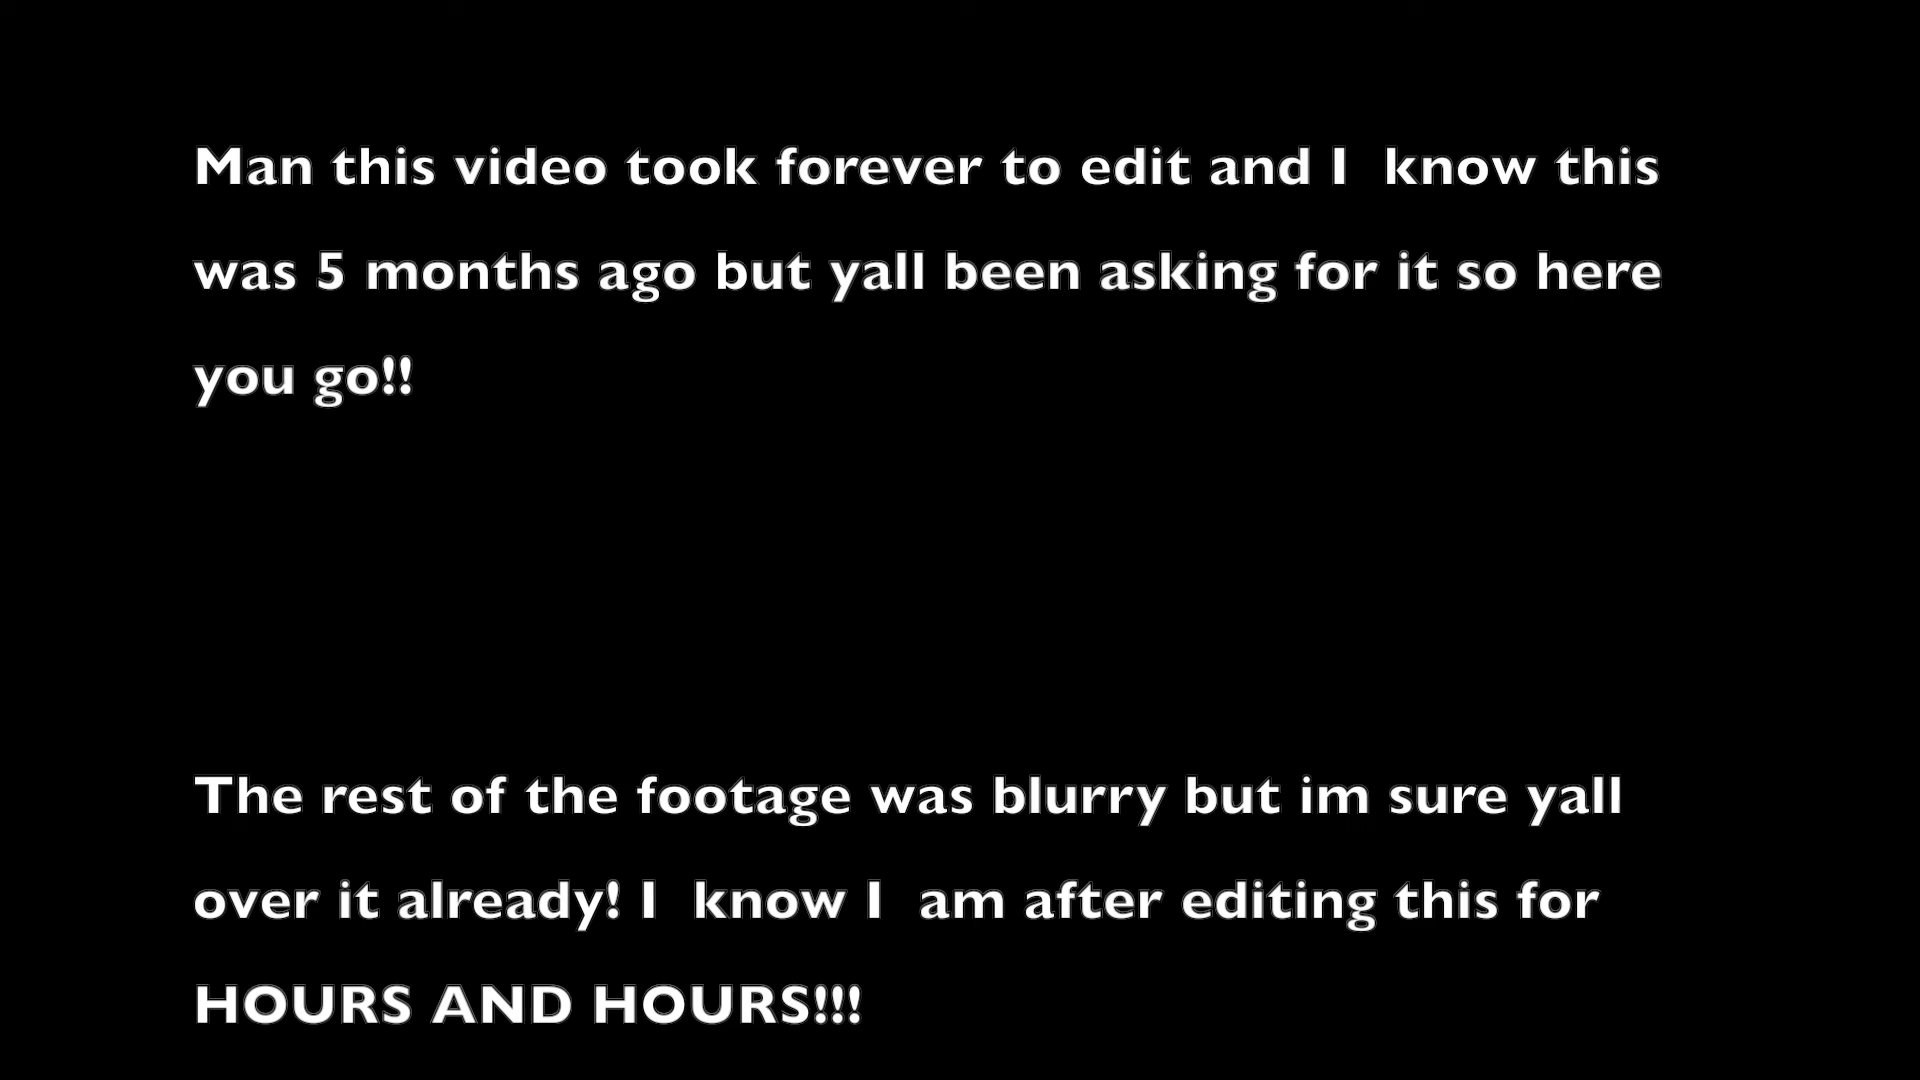 Man this video took forever to edit and I  know this
was 5 months ago but yall been asking for it so here
you go!!
The rest of the footage was blurry but im sure yall
over it already! I  know I  am after editing this for
HOURS AND HOURS!!!